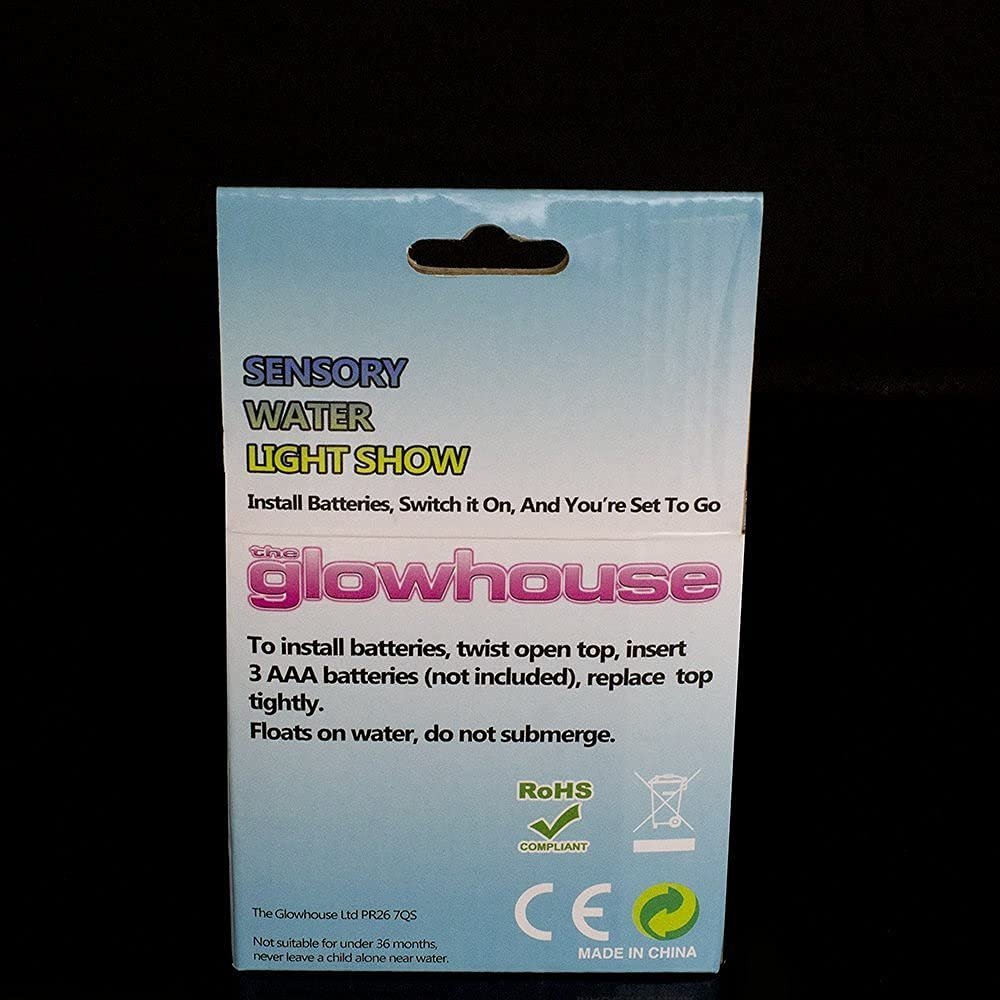 SENSORY
WATER
LIGHT SHOW
Install Batteries, Switch it On, And You're Set To Go
the
glowhouse
To install batteries, twist open top, insert
3 AAA batteries (not included), replace top
tightly.
Floats on water, do not submerge.
RoHS
COMPLIANT
CE
The Glowhouse Ltd PR26 7QS
MADE IN CHINA
Not suitable for under 36 months,
never leave a child alone near water.